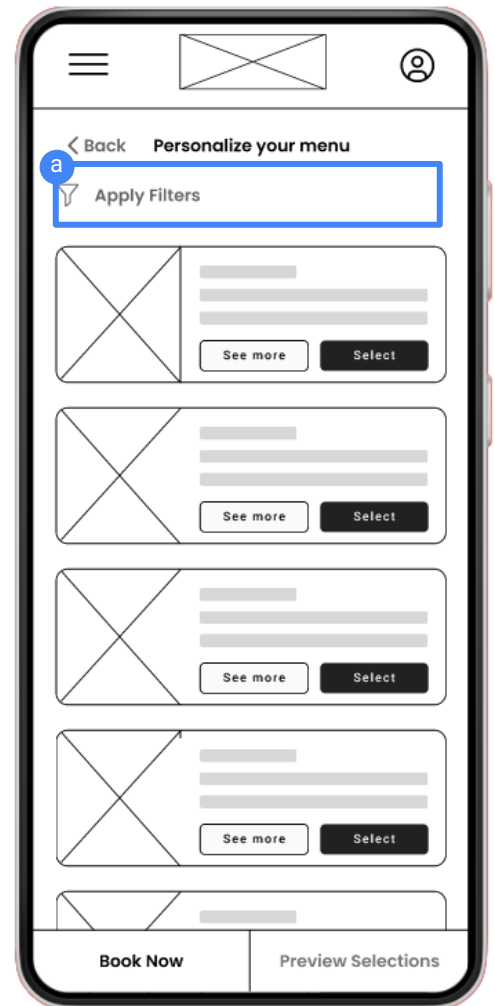 Back Personalize your menu
a
Apply Filters
See more Select
See more Select
See more Select
See more Select
Book Now Preview Selections